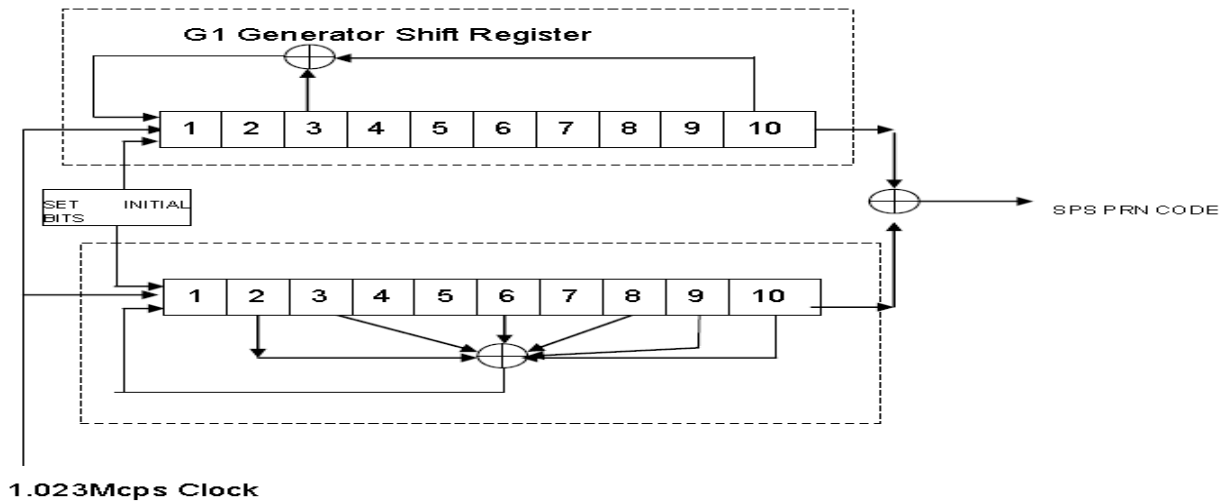 G1 Generator Shift Register
1 2 3 4 5 6 7 8 9 10
SET INITIAL
BITS
SPS PRN CODE
1 2 3 4 5 6 7 8 9 10
1.023Mcps Clock